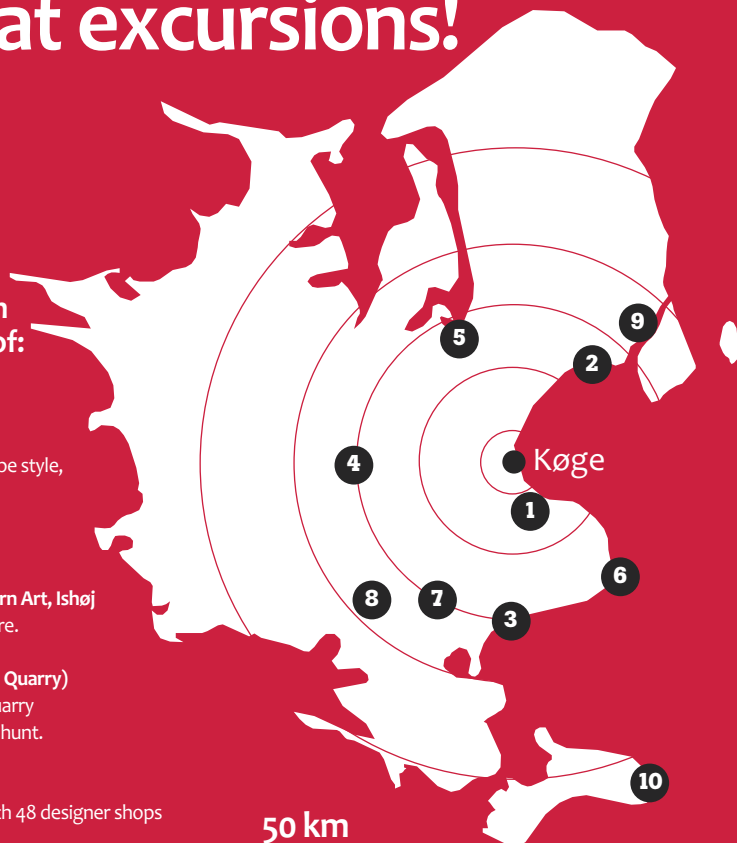 at excursions!
n
of:
pe style,
rn Art, Ishøj
re.
Quarry)
uarry
hunt.
th 48 designer shops
50 km
9
5
2
4
Køge
1
6
8
7
3
10